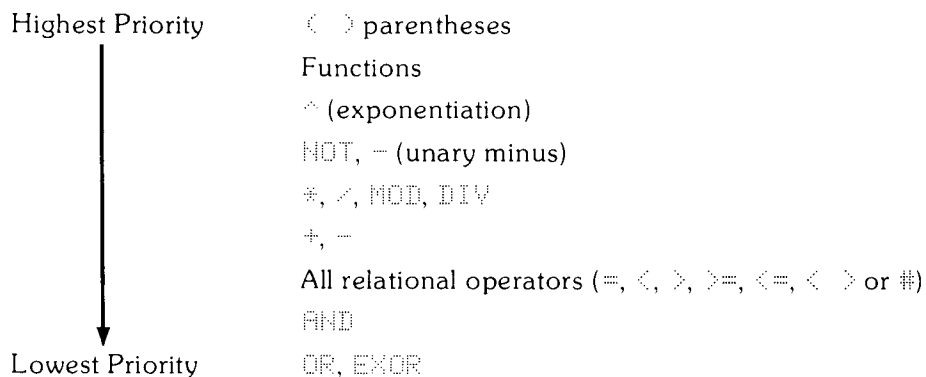 Highest Priority ( ) parentheses
Functions
^ (exponentiation)
NOT, - (unary minus)
*, /, MOD, DIV
+, -
All relational operators (=, <, >, >=, <=, < > or #)
AND
Lowest Priority OR, EXOR